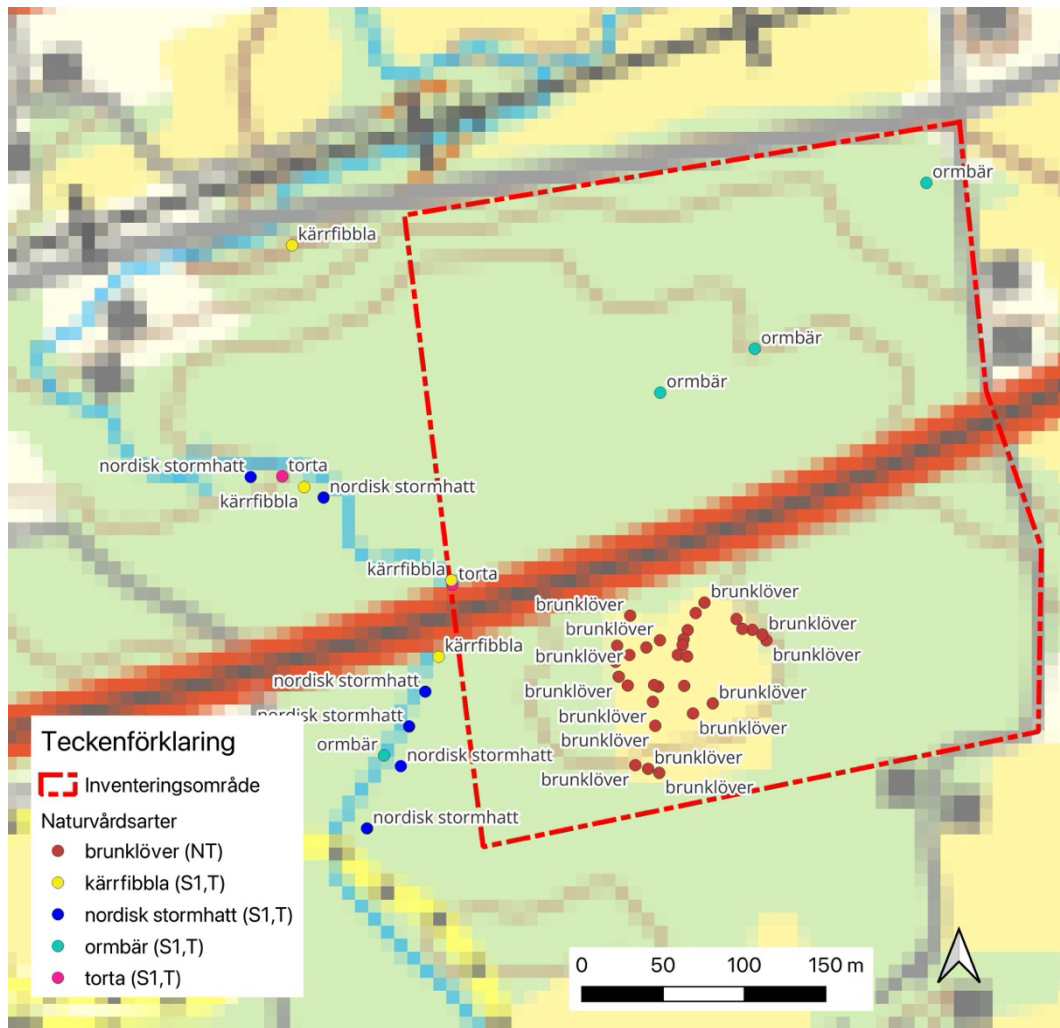 ormbär
kärrfibbla
ormbär
ormbär
nordisk stormhatt
torta
kärrfibbla
nordisk stormhatt
kärrfibbla
torta
brunklöver
brunklöver
brunklöver
brunklöver
brunklöver
kärrfibbla
brunklöver
nordisk stormhatt
brunklöver
brunklöver
nordisk stormhatt
brunklöver
brunklöver
ormbär
nordisk stormhatt
brunklöver
brunklöver
brunklöver
brunklöver
nordisk stormhatt
Teckenförklaring
Inventeringsområde
Naturvårdsarter
brunklöver (NT)
kärrfibbla (S1,T)
nordisk stormhatt (S1,T)
ormbär (S1,T)
torta (S1,T)
0 50 100 150 m